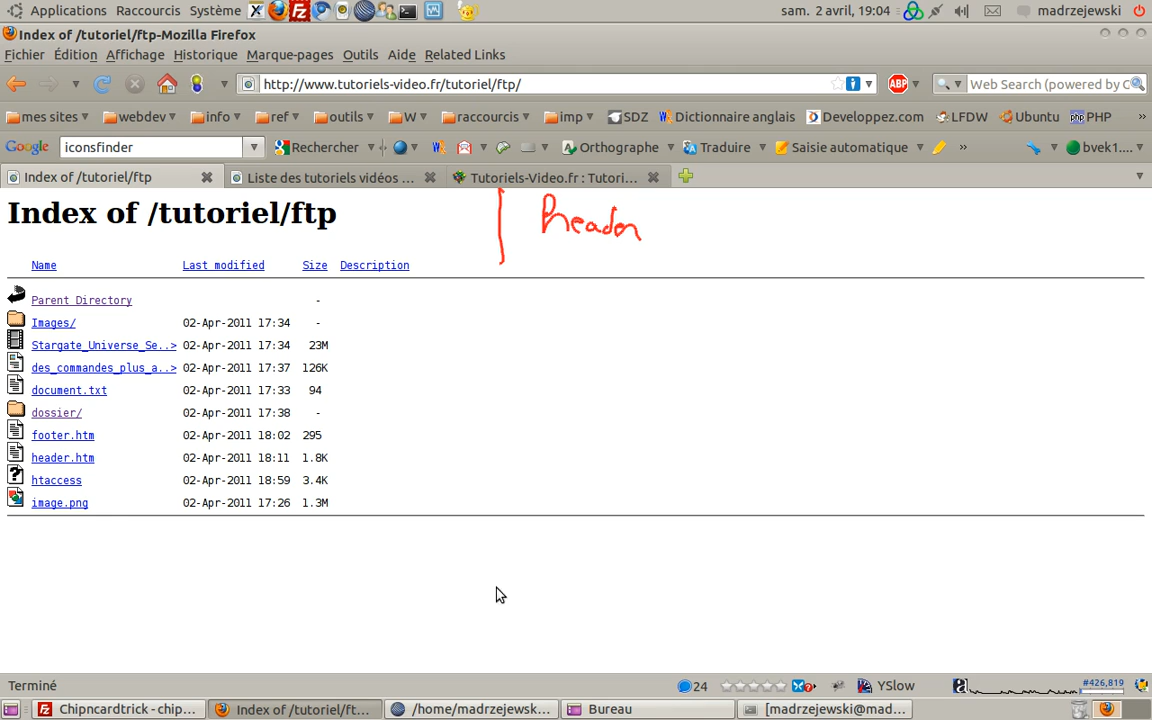 Applications Raccourcis Système sam. 2 avril, 19:04 madrzejewski
Index of /tutoriel/ftp-Mozilla Firefox
Fichier Édition Affichage Historique Marque-pages Outils Aide Related Links
http://www.tutoriels-video.fr/tutoriel/ftp/ ABP Web Search (powered by G
mes sites webdev info ref outils W raccourcis imp SDZ Dictionnaire anglais Developpez.com LFDW Ubuntu PHP »
Google iconsfinder Rechercher Orthographe Traduire Saisie automatique » bvek1....
Index of /tutoriel/ftp Liste des tutoriels vidéos ... Tutoriels-Video.fr : Tutori...
Index of /tutoriel/ftp header
Name Last modified Size Description
Parent Directory -
Images/ 02-Apr-2011 17:34 -
Stargate_Universe_Se..> 02-Apr-2011 17:34 23M
des_commandes_plus_a..> 02-Apr-2011 17:37 126K
document.txt 02-Apr-2011 17:33 94
dossier/ 02-Apr-2011 17:38 -
footer.htm 02-Apr-2011 18:02 295
header.htm 02-Apr-2011 18:11 1.8K
htaccess 02-Apr-2011 18:59 3.4K
image.png 02-Apr-2011 17:26 1.3M
Terminé 24 YSlow #426,819
Chipncardtrick - chip... Index of /tutoriel/ft... /home/madrzejewsk... Bureau [madrzejewski@mad...